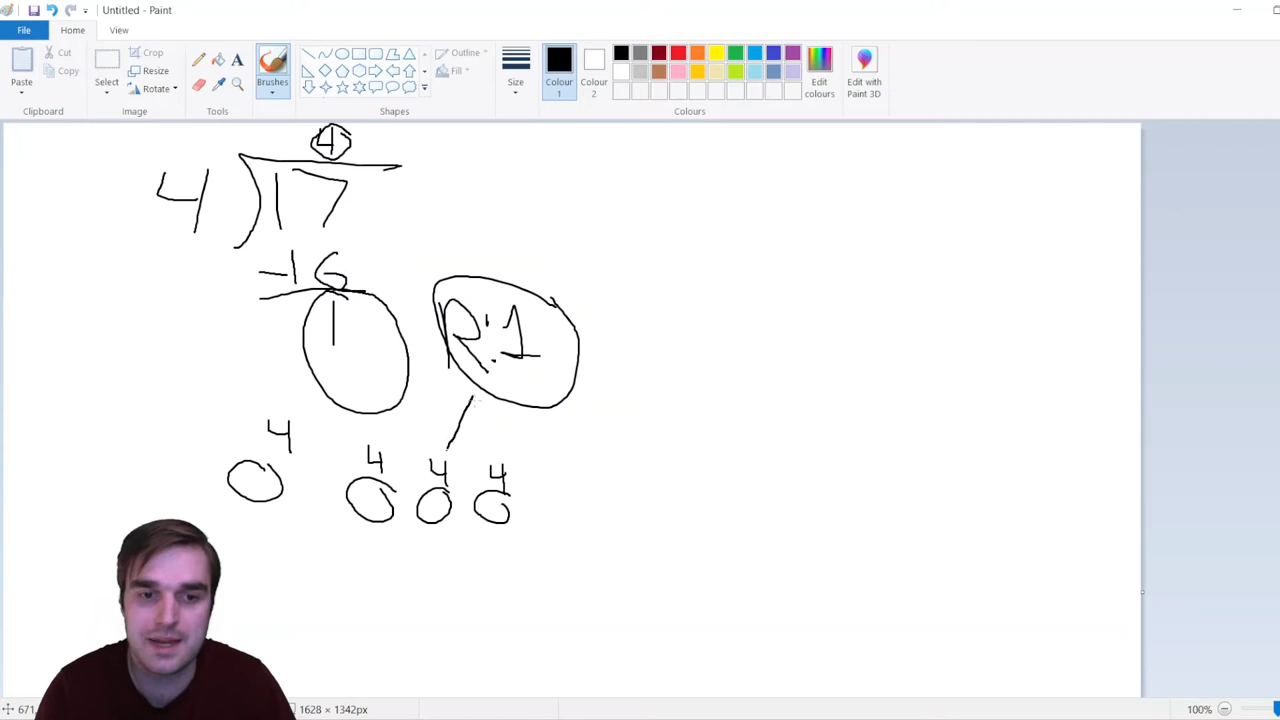 Untitled - Paint
File Home View
Paste Cut Copy Select Crop Resize Rotate A Brushes Outline Fill Size Colour 1 Colour 2 Edit colours Edit with Paint 3D
Clipboard Image Tools Shapes Colours
4
4 17
-16
1 R:1
4 4 4 4
671, 1628 × 1342px 100%